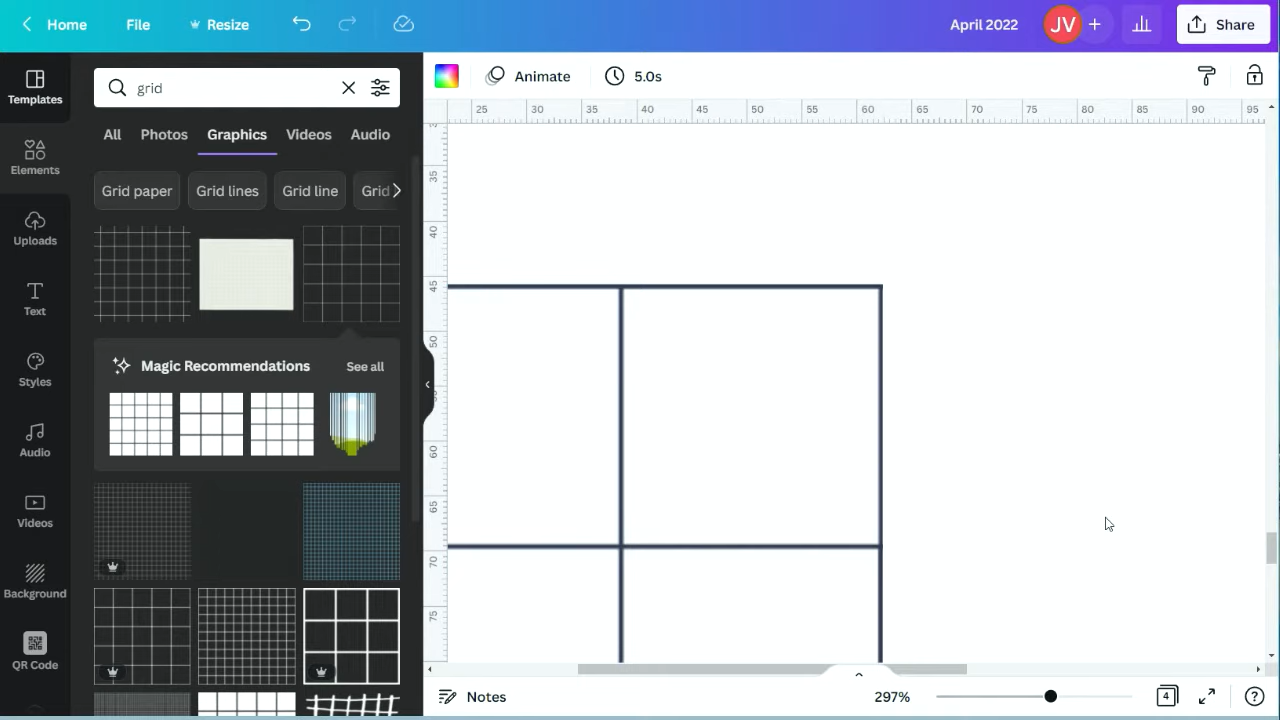 Home
File
Resize
April 2022
JV
+
Share
Templates
Elements
Uploads
Text
Styles
Audio
Videos
Background
QR Code
grid
All
Photos
Graphics
Videos
Audio
Grid paper
Grid lines
Grid line
Grid
Magic Recommendations
See all
Animate
5.0s
25
30
35
40
45
50
55
60
65
70
75
80
85
90
95
35
40
45
50
60
65
70
75
Notes
297%
4
?